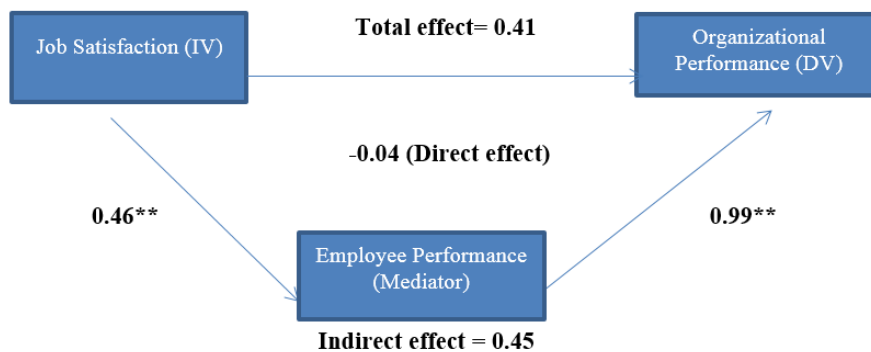 Total effect= 0.41
Job Satisfaction (IV)
Organizational
Performance (DV)
-0.04 (Direct effect)
0.46**
0.99**
Employee Performance
(Mediator)
Indirect effect = 0.45